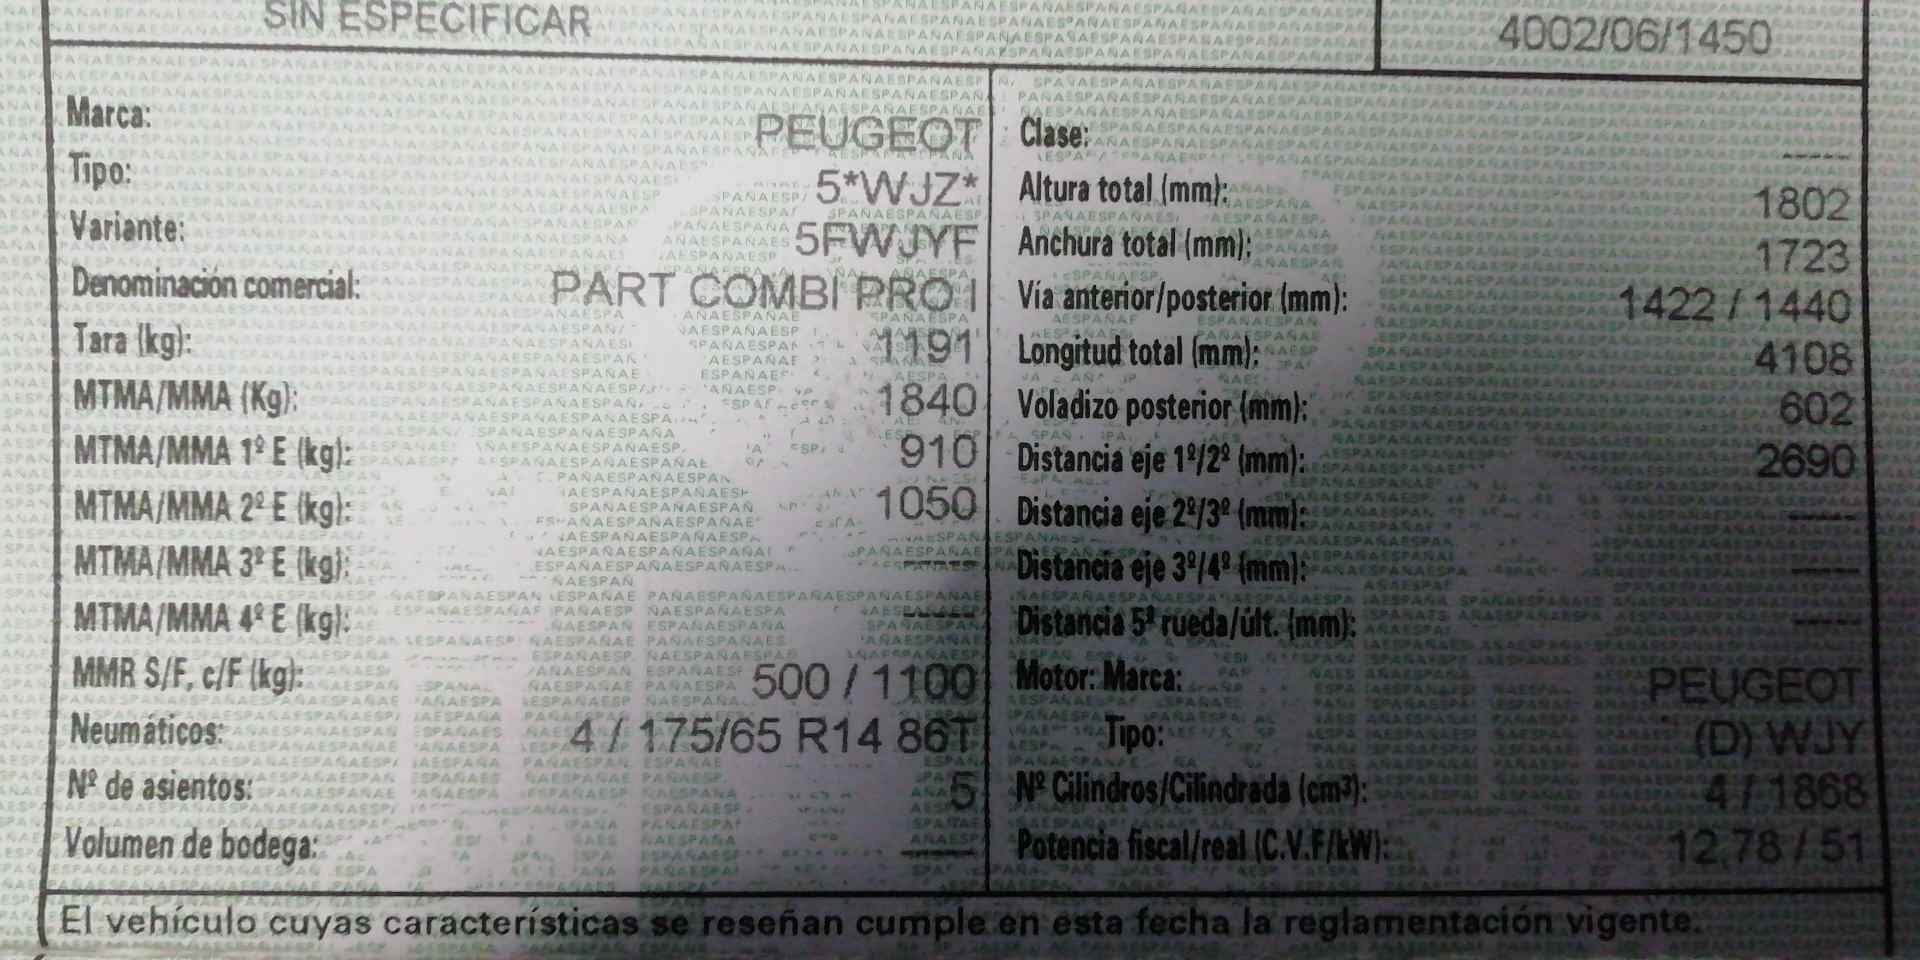 SIN ESPECIFICAR
4002/06/1450
Marca: PEUGEOT
Tipo: 5*WJZ*
Variante: 5FWJYF
Denominación comercial: PART COMBI PRO I
Tara (kg): 1191
MTMA/MMA (Kg): 1840
MTMA/MMA 1º E (kg): 910
MTMA/MMA 2º E (kg): 1050
MTMA/MMA 3º E (kg): -----
MTMA/MMA 4º E (kg): -----
MMR S/F, c/F (kg): 500 / 1100
Neumáticos: 4 / 175/65 R14 86T
Nº de asientos: 5
Volumen de bodega: -----
Clase: -----
Altura total (mm): 1802
Anchura total (mm): 1723
Vía anterior/posterior (mm): 1422 / 1440
Longitud total (mm): 4108
Voladizo posterior (mm): 602
Distancia eje 1º/2º (mm): 2690
Distancia eje 2º/3º (mm): -----
Distancia eje 3º/4º (mm): -----
Distancia 5ª rueda/últ. (mm): -----
Motor: Marca: PEUGEOT
Tipo: (D) WJY
Nº Cilindros/Cilindrada (cm³): 4 / 1868
Potencia fiscal/real (C.V.F/kW): 12,78 / 51
El vehículo cuyas características se reseñan cumple en esta fecha la reglamentación vigente.